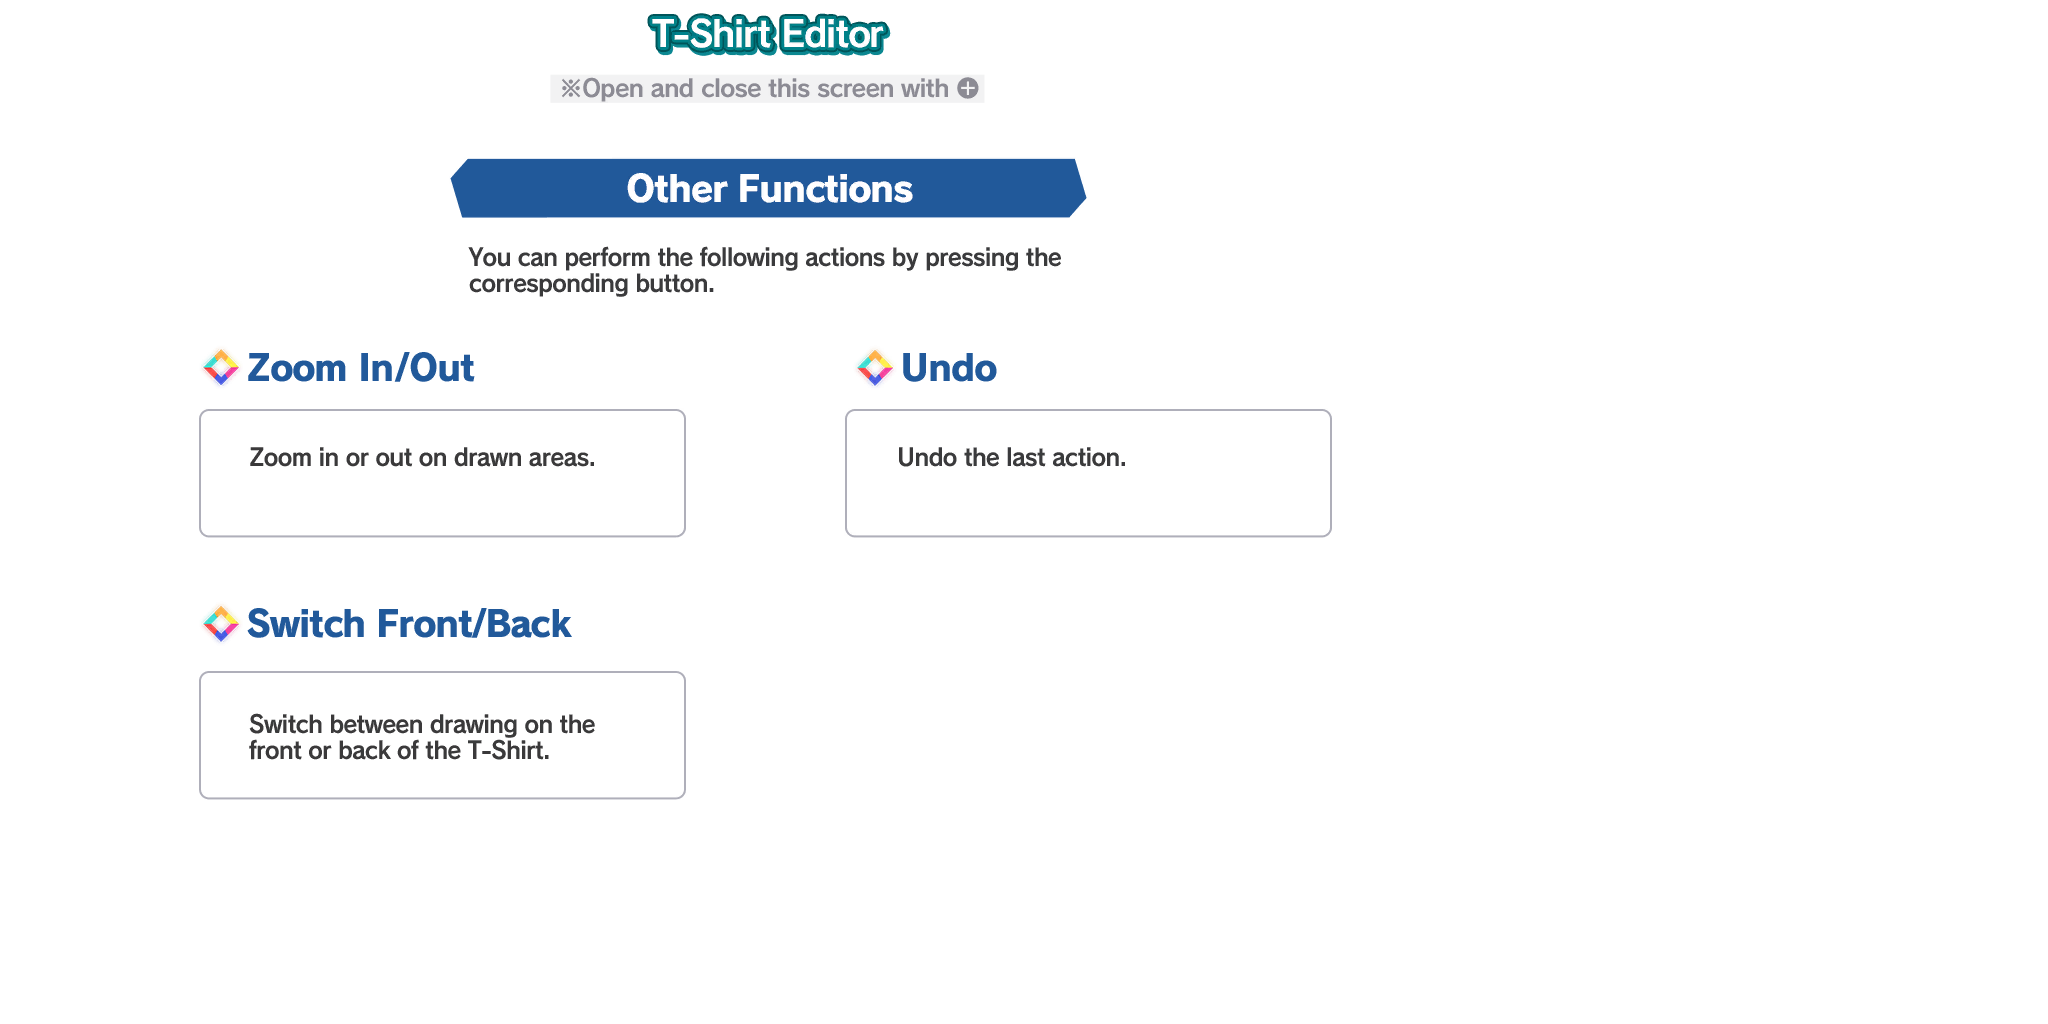 T-Shirt Editor
※Open and close this screen with ⊕
Other Functions
You can perform the following actions by pressing the
corresponding button.
Zoom In/Out
Zoom in or out on drawn areas.
Undo
Undo the last action.
Switch Front/Back
Switch between drawing on the
front or back of the T-Shirt.